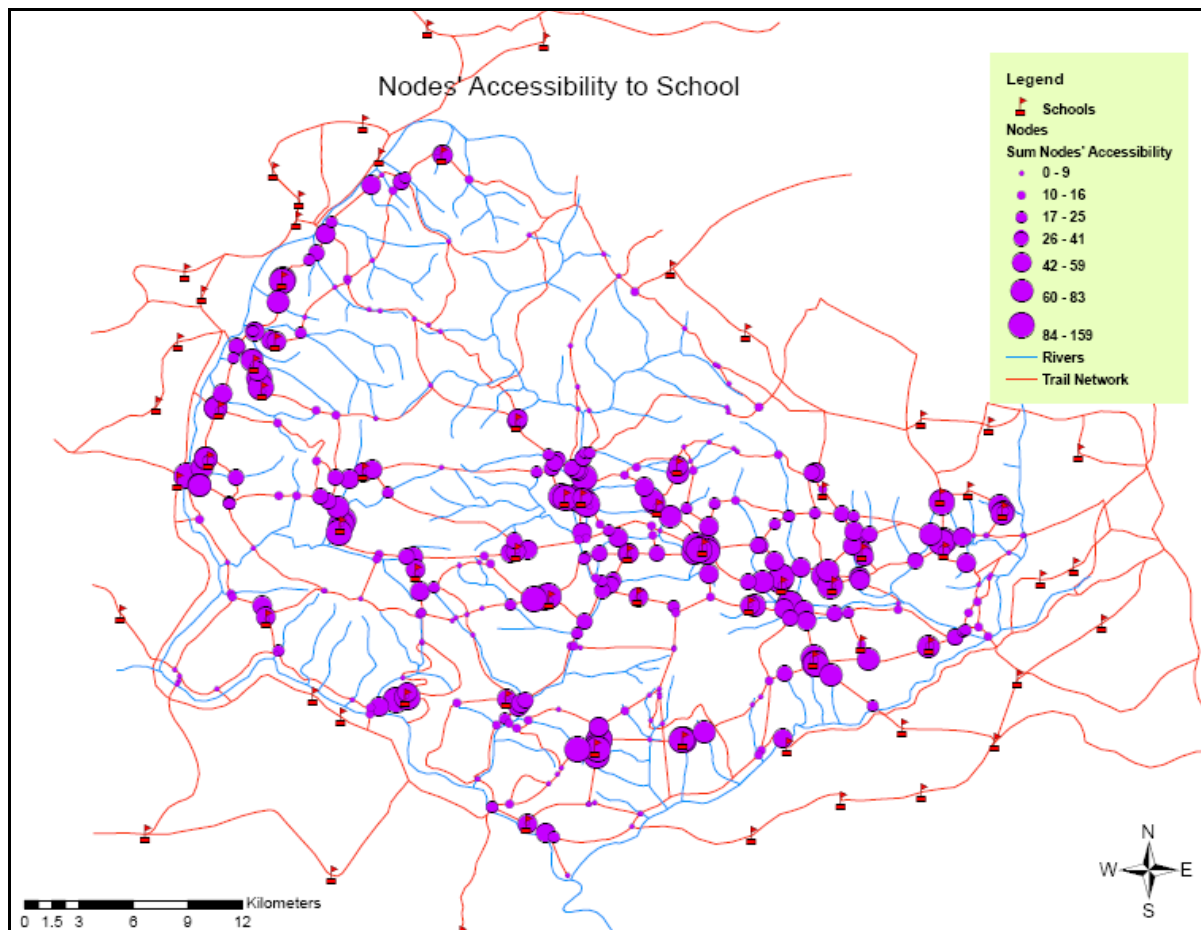 Nodes' Accessibility to School
Legend
Schools
Nodes
Sum Nodes' Accessibility
0 - 9
10 - 16
17 - 25
26 - 41
42 - 59
60 - 83
84 - 159
Rivers
Trail Network
N
W E
S
Kilometers
0 1.5 3 6 9 12